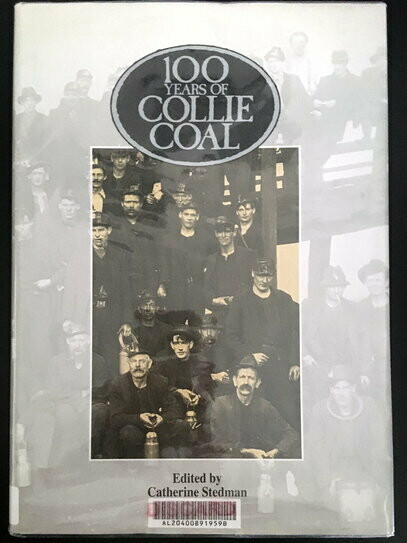 100
YEARS OF
COLLIE
COAL
Edited by
Catherine Stedman
AL204008919598